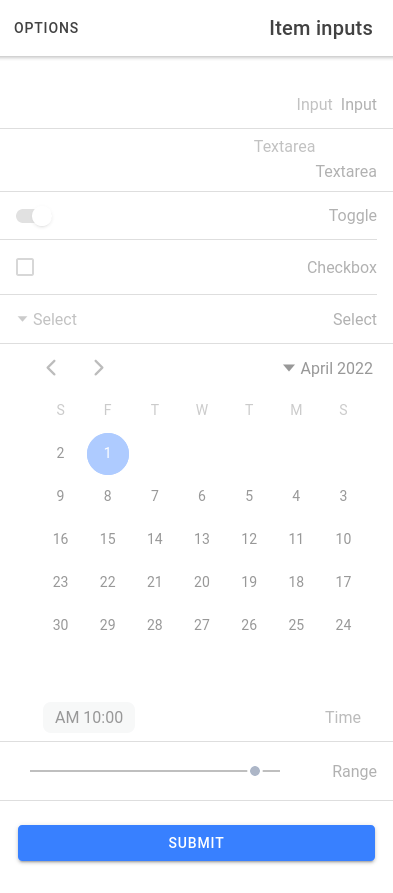 OPTIONS Item inputs
Input Input
Textarea
Textarea
Toggle
Checkbox
Select Select
April 2022
S F T W T M S
2 1
9 8 7 6 5 4 3
16 15 14 13 12 11 10
23 22 21 20 19 18 17
30 29 28 27 26 25 24
AM 10:00 Time
Range
SUBMIT